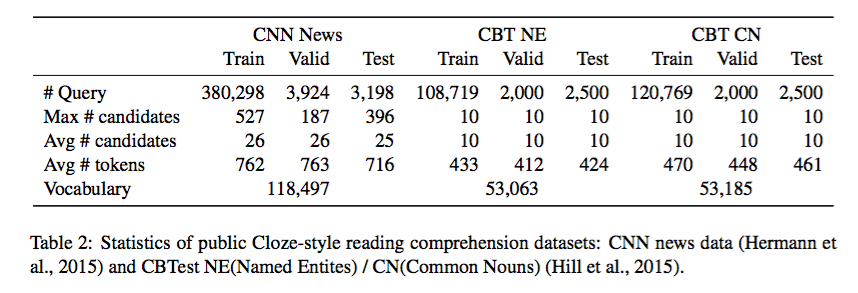 CNN News CBT NE CBT CN
Train Valid Test Train Valid Test Train Valid Test
# Query 380,298 3,924 3,198 108,719 2,000 2,500 120,769 2,000 2,500
Max # candidates 527 187 396 10 10 10 10 10 10
Avg # candidates 26 26 25 10 10 10 10 10 10
Avg # tokens 762 763 716 433 412 424 470 448 461
Vocabulary 118,497 53,063 53,185
Table 2: Statistics of public Cloze-style reading comprehension datasets: CNN news data (Hermann et
al., 2015) and CBTest NE(Named Entites) / CN(Common Nouns) (Hill et al., 2015).